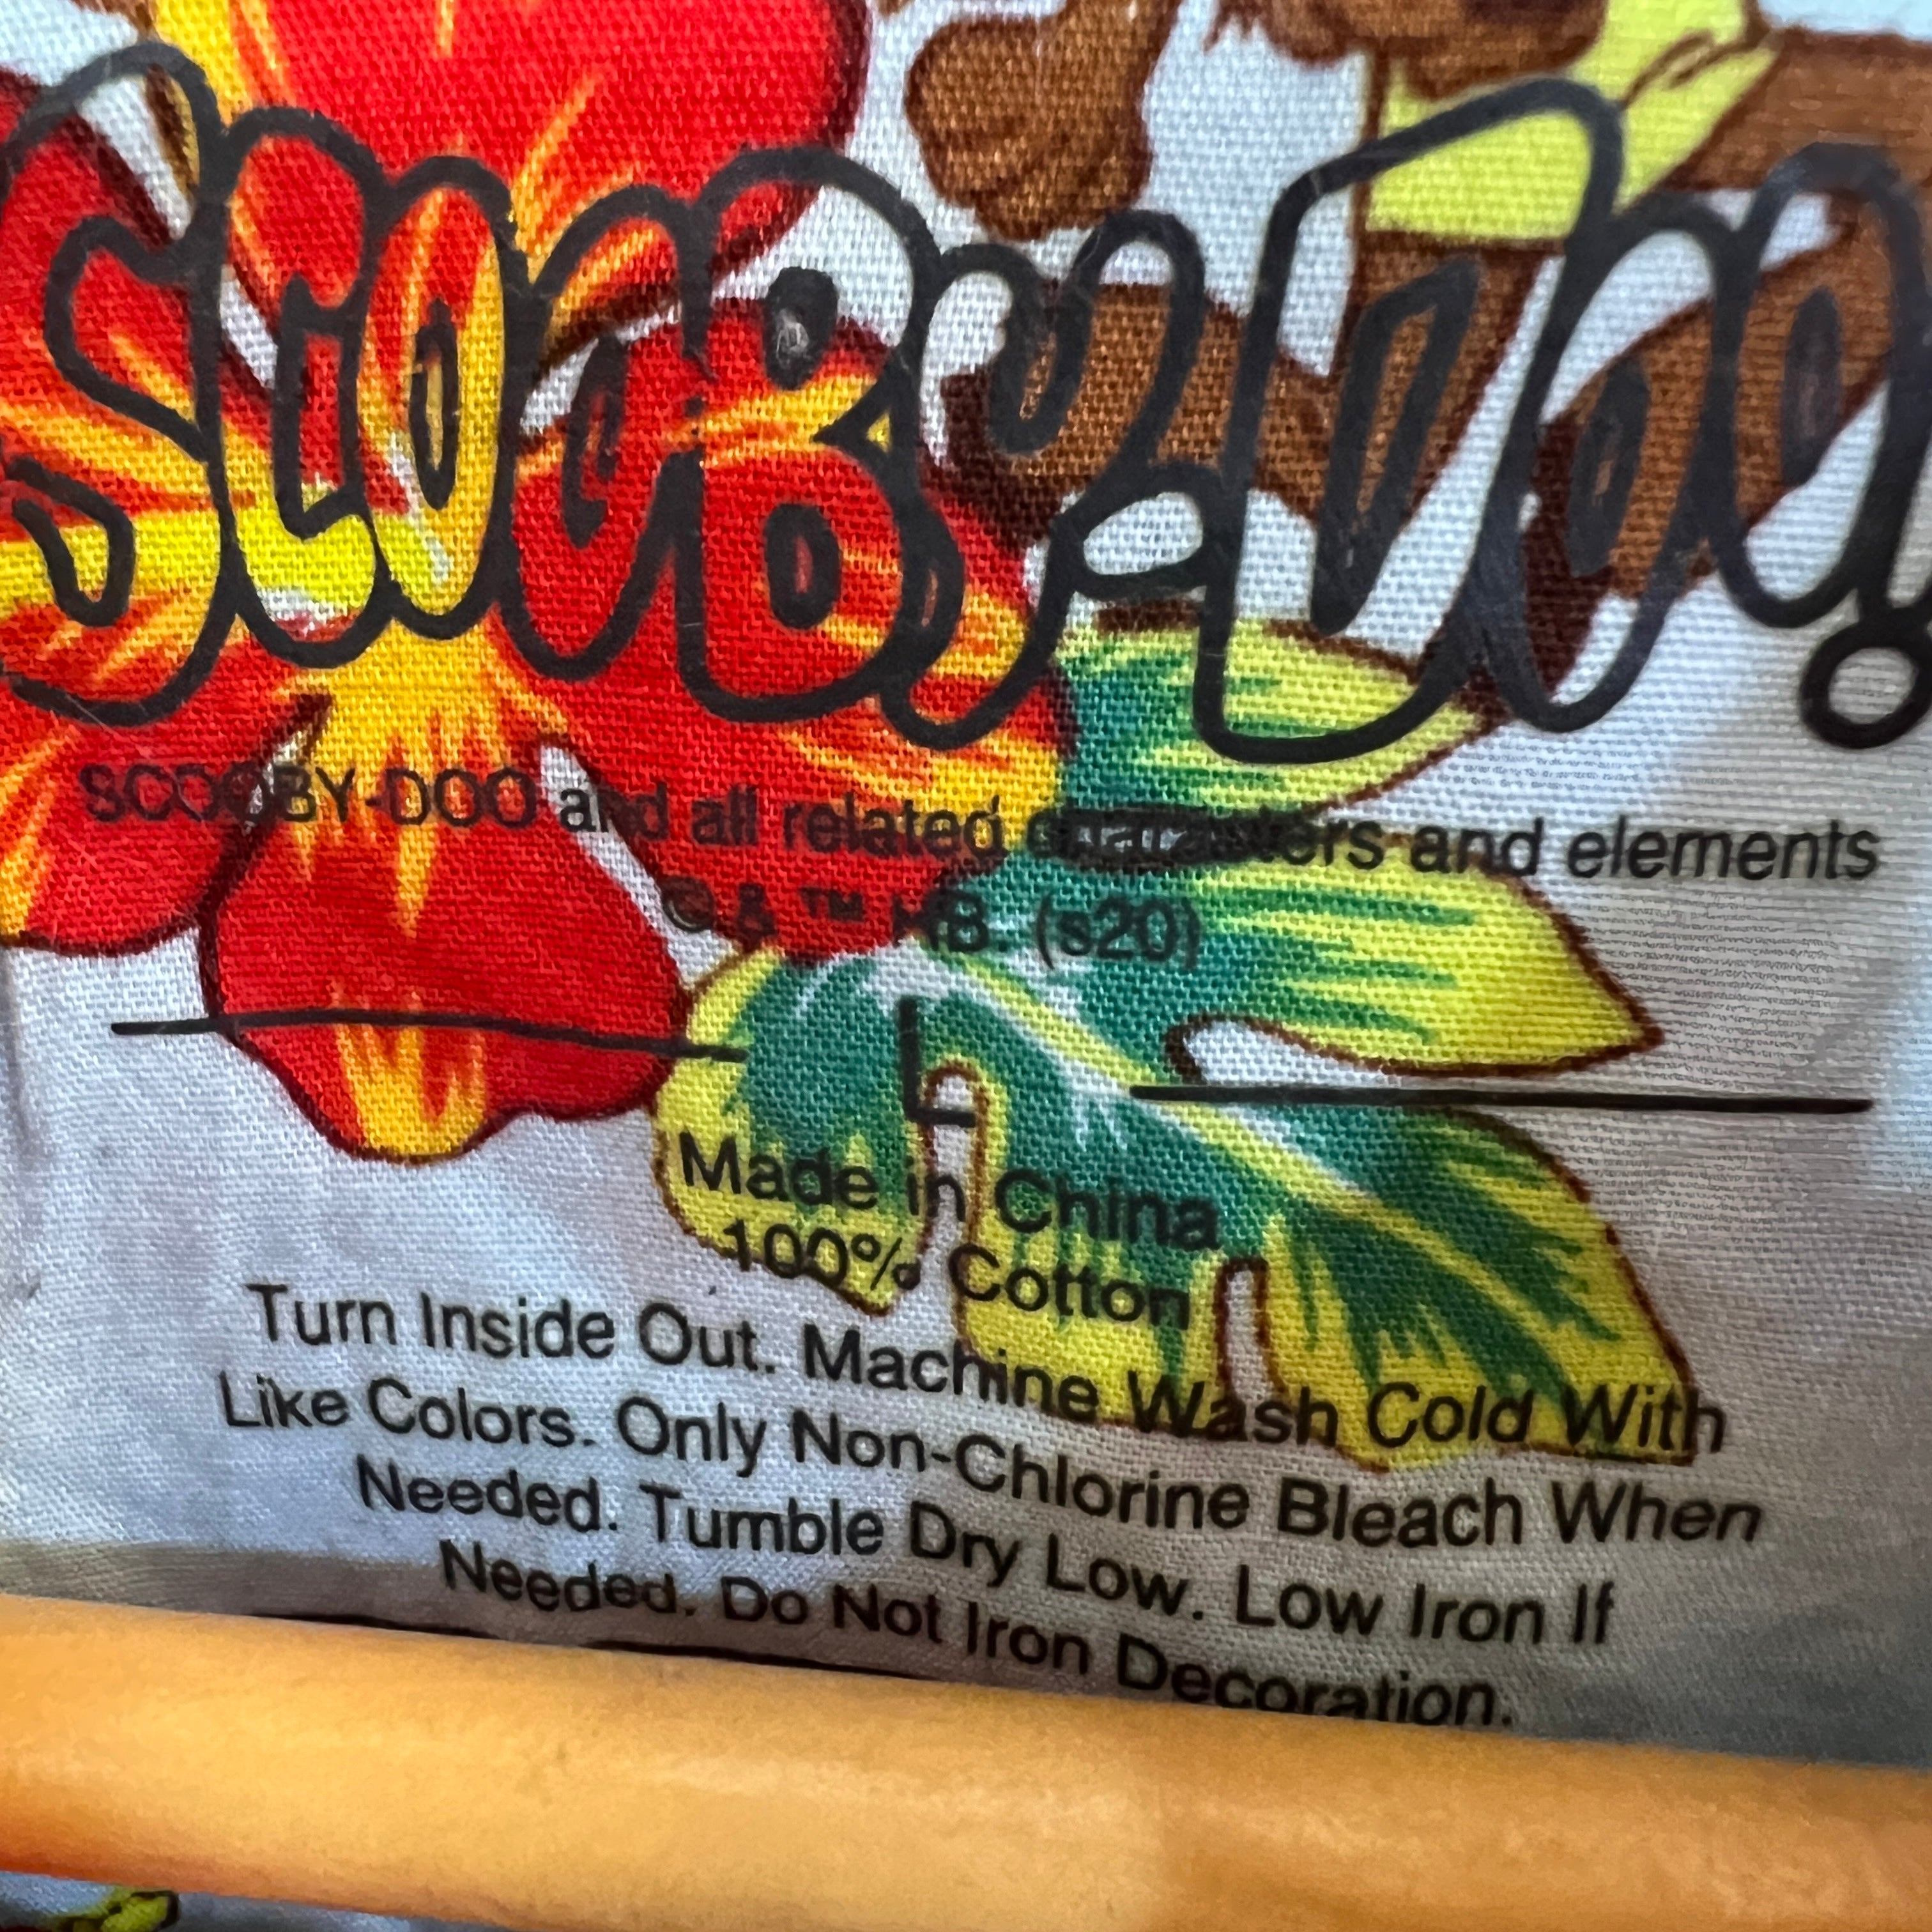 SCOOBY-DOO!
SCOOBY-DOO and all related characters and elements
© & ™ HB. (s20)
L
Made in China
100% Cotton
Turn Inside Out. Machine Wash Cold With
Like Colors. Only Non-Chlorine Bleach When
Needed. Tumble Dry Low. Low Iron If
Needed. Do Not Iron Decoration.